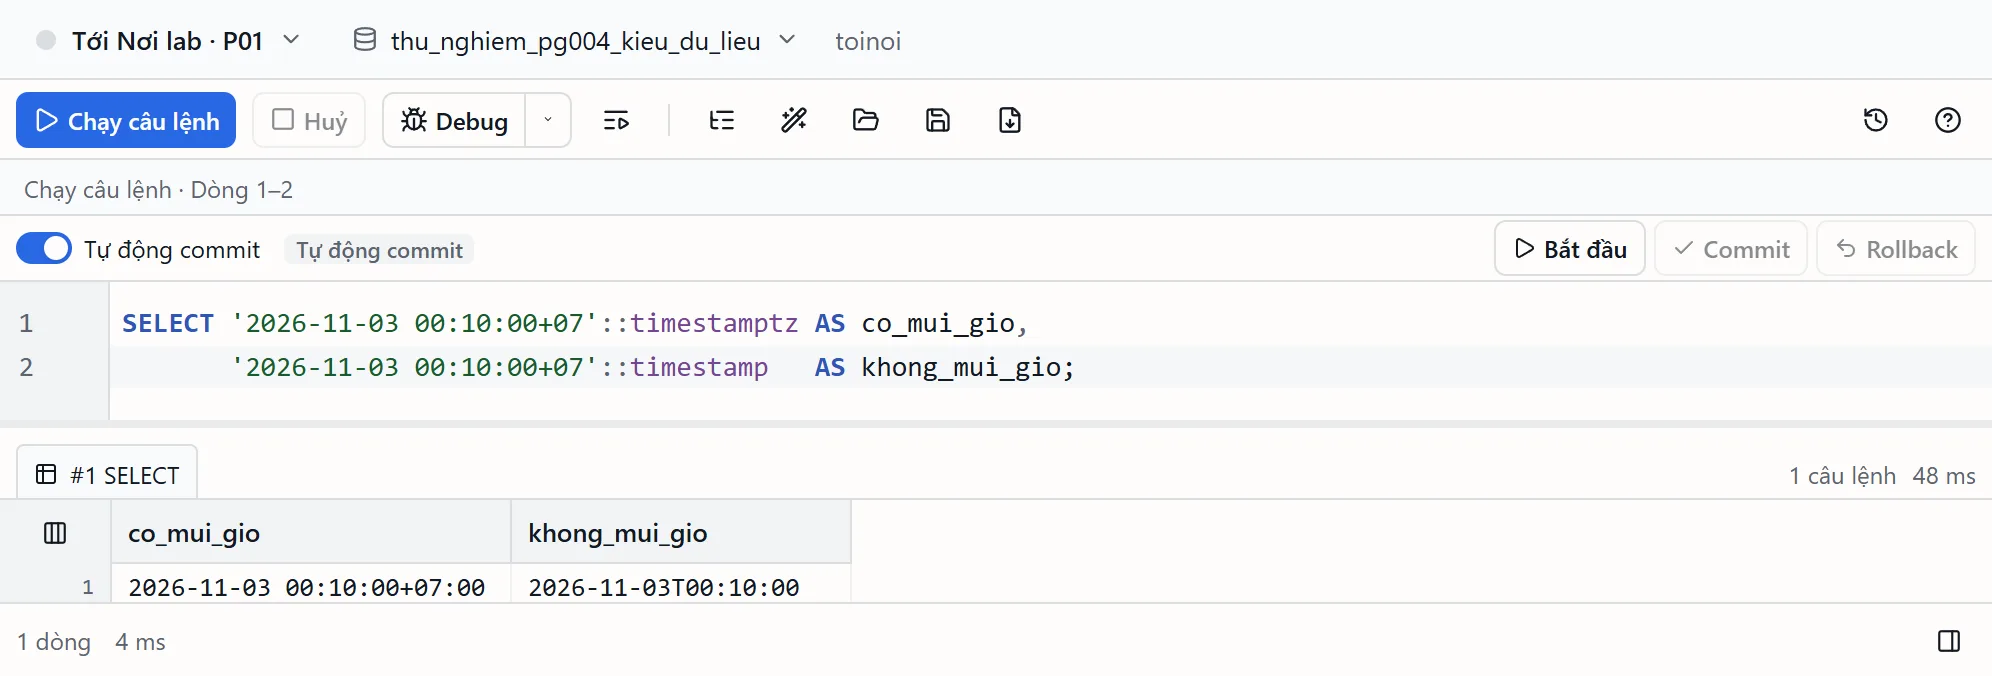 Tới Nơi lab · P01 thu_nghiem_pg004_kieu_du_lieu toinoi
Chạy câu lệnh Huỷ Debug
Chạy câu lệnh · Dòng 1–2
Tự động commit Tự động commit Bắt đầu Commit Rollback
1 SELECT '2026-11-03 00:10:00+07'::timestamptz AS co_mui_gio,
2 '2026-11-03 00:10:00+07'::timestamp AS khong_mui_gio;
#1 SELECT 1 câu lệnh 48 ms
co_mui_gio khong_mui_gio
1 2026-11-03 00:10:00+07:00 2026-11-03T00:10:00
1 dòng 4 ms